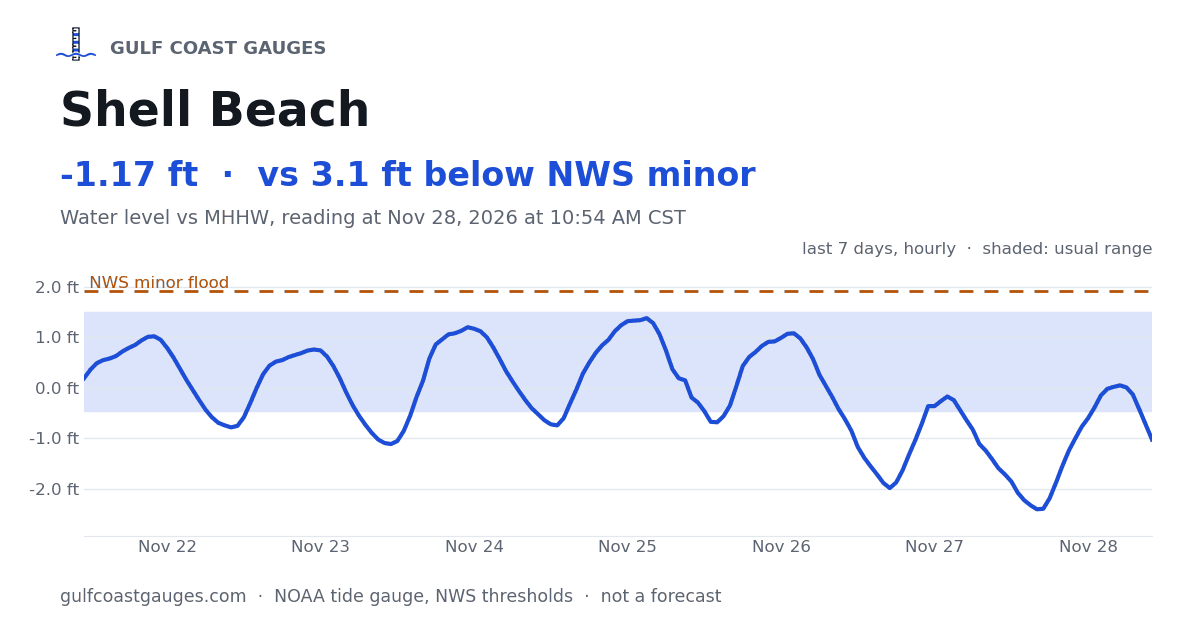 GULF COAST GAUGES
Shell Beach
-1.17 ft · vs 3.1 ft below NWS minor
Water level vs MHHW, reading at Nov 28, 2026 at 10:54 AM CST
last 7 days, hourly · shaded: usual range
NWS minor flood
2.0 ft
1.0 ft
0.0 ft
-1.0 ft
-2.0 ft
Nov 22 Nov 23 Nov 24 Nov 25 Nov 26 Nov 27 Nov 28
gulfcoastgauges.com · NOAA tide gauge, NWS thresholds · not a forecast